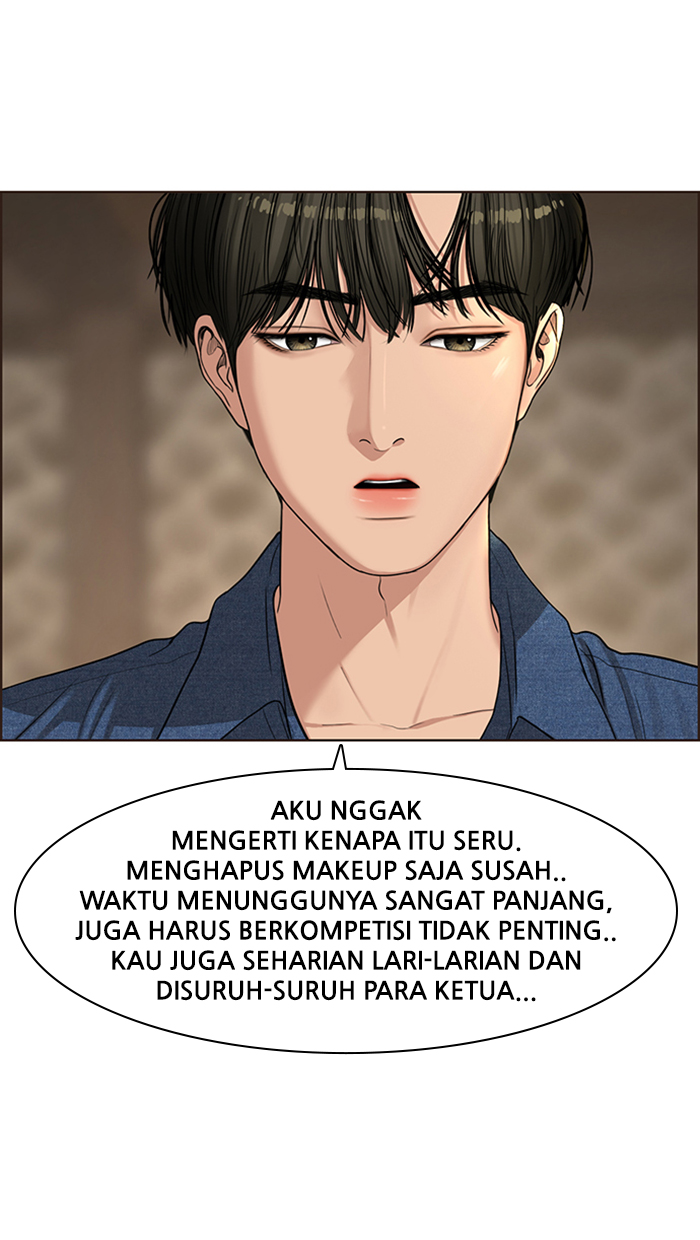 AKU NGGAK
MENGERTI KENAPA ITU SERU.
MENGHAPUS MAKEUP SAJA SUSAH..
WAKTU MENUNGGUNYA SANGAT PANJANG,
JUGA HARUS BERKOMPETISI TIDAK PENTING..
KAU JUGA SEHARIAN LARI-LARIAN DAN
DISURUH-SURUH PARA KETUA...